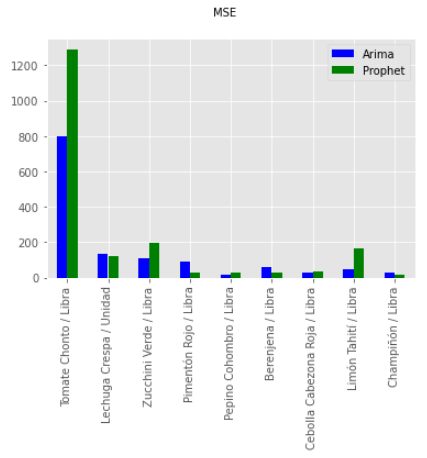 MSE
Arima
Prophet
1200
1000
800
600
400
200
0
Tomate Chonto / Libra
Lechuga Crespa / Unidad
Zucchini Verde / Libra
Pimentón Rojo / Libra
Pepino Cohombro / Libra
Berenjena / Libra
Cebolla Cabezona Roja / Libra
Limón Tahití / Libra
Champiñón / Libra